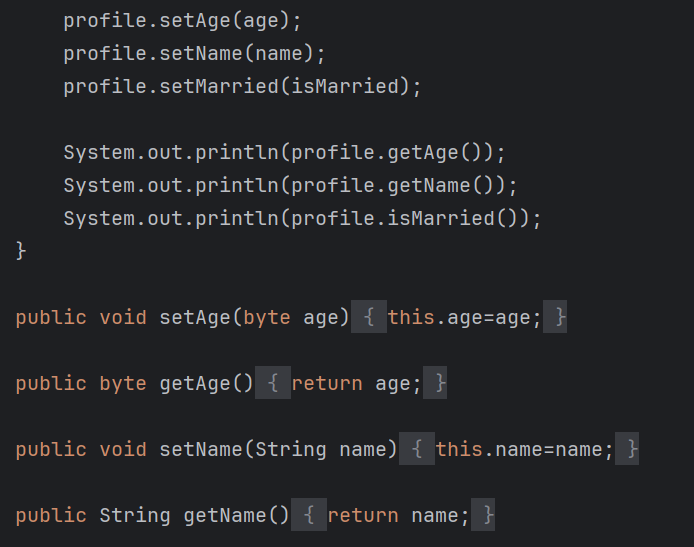 profile.setAge(age);
profile.setName(name);
profile.setMarried(isMarried);
System.out.println(profile.getAge());
System.out.println(profile.getName());
System.out.println(profile.isMarried());
}
public void setAge(byte age) { this.age=age; }
public byte getAge() { return age; }
public void setName(String name) { this.name=name; }
public String getName() { return name; }